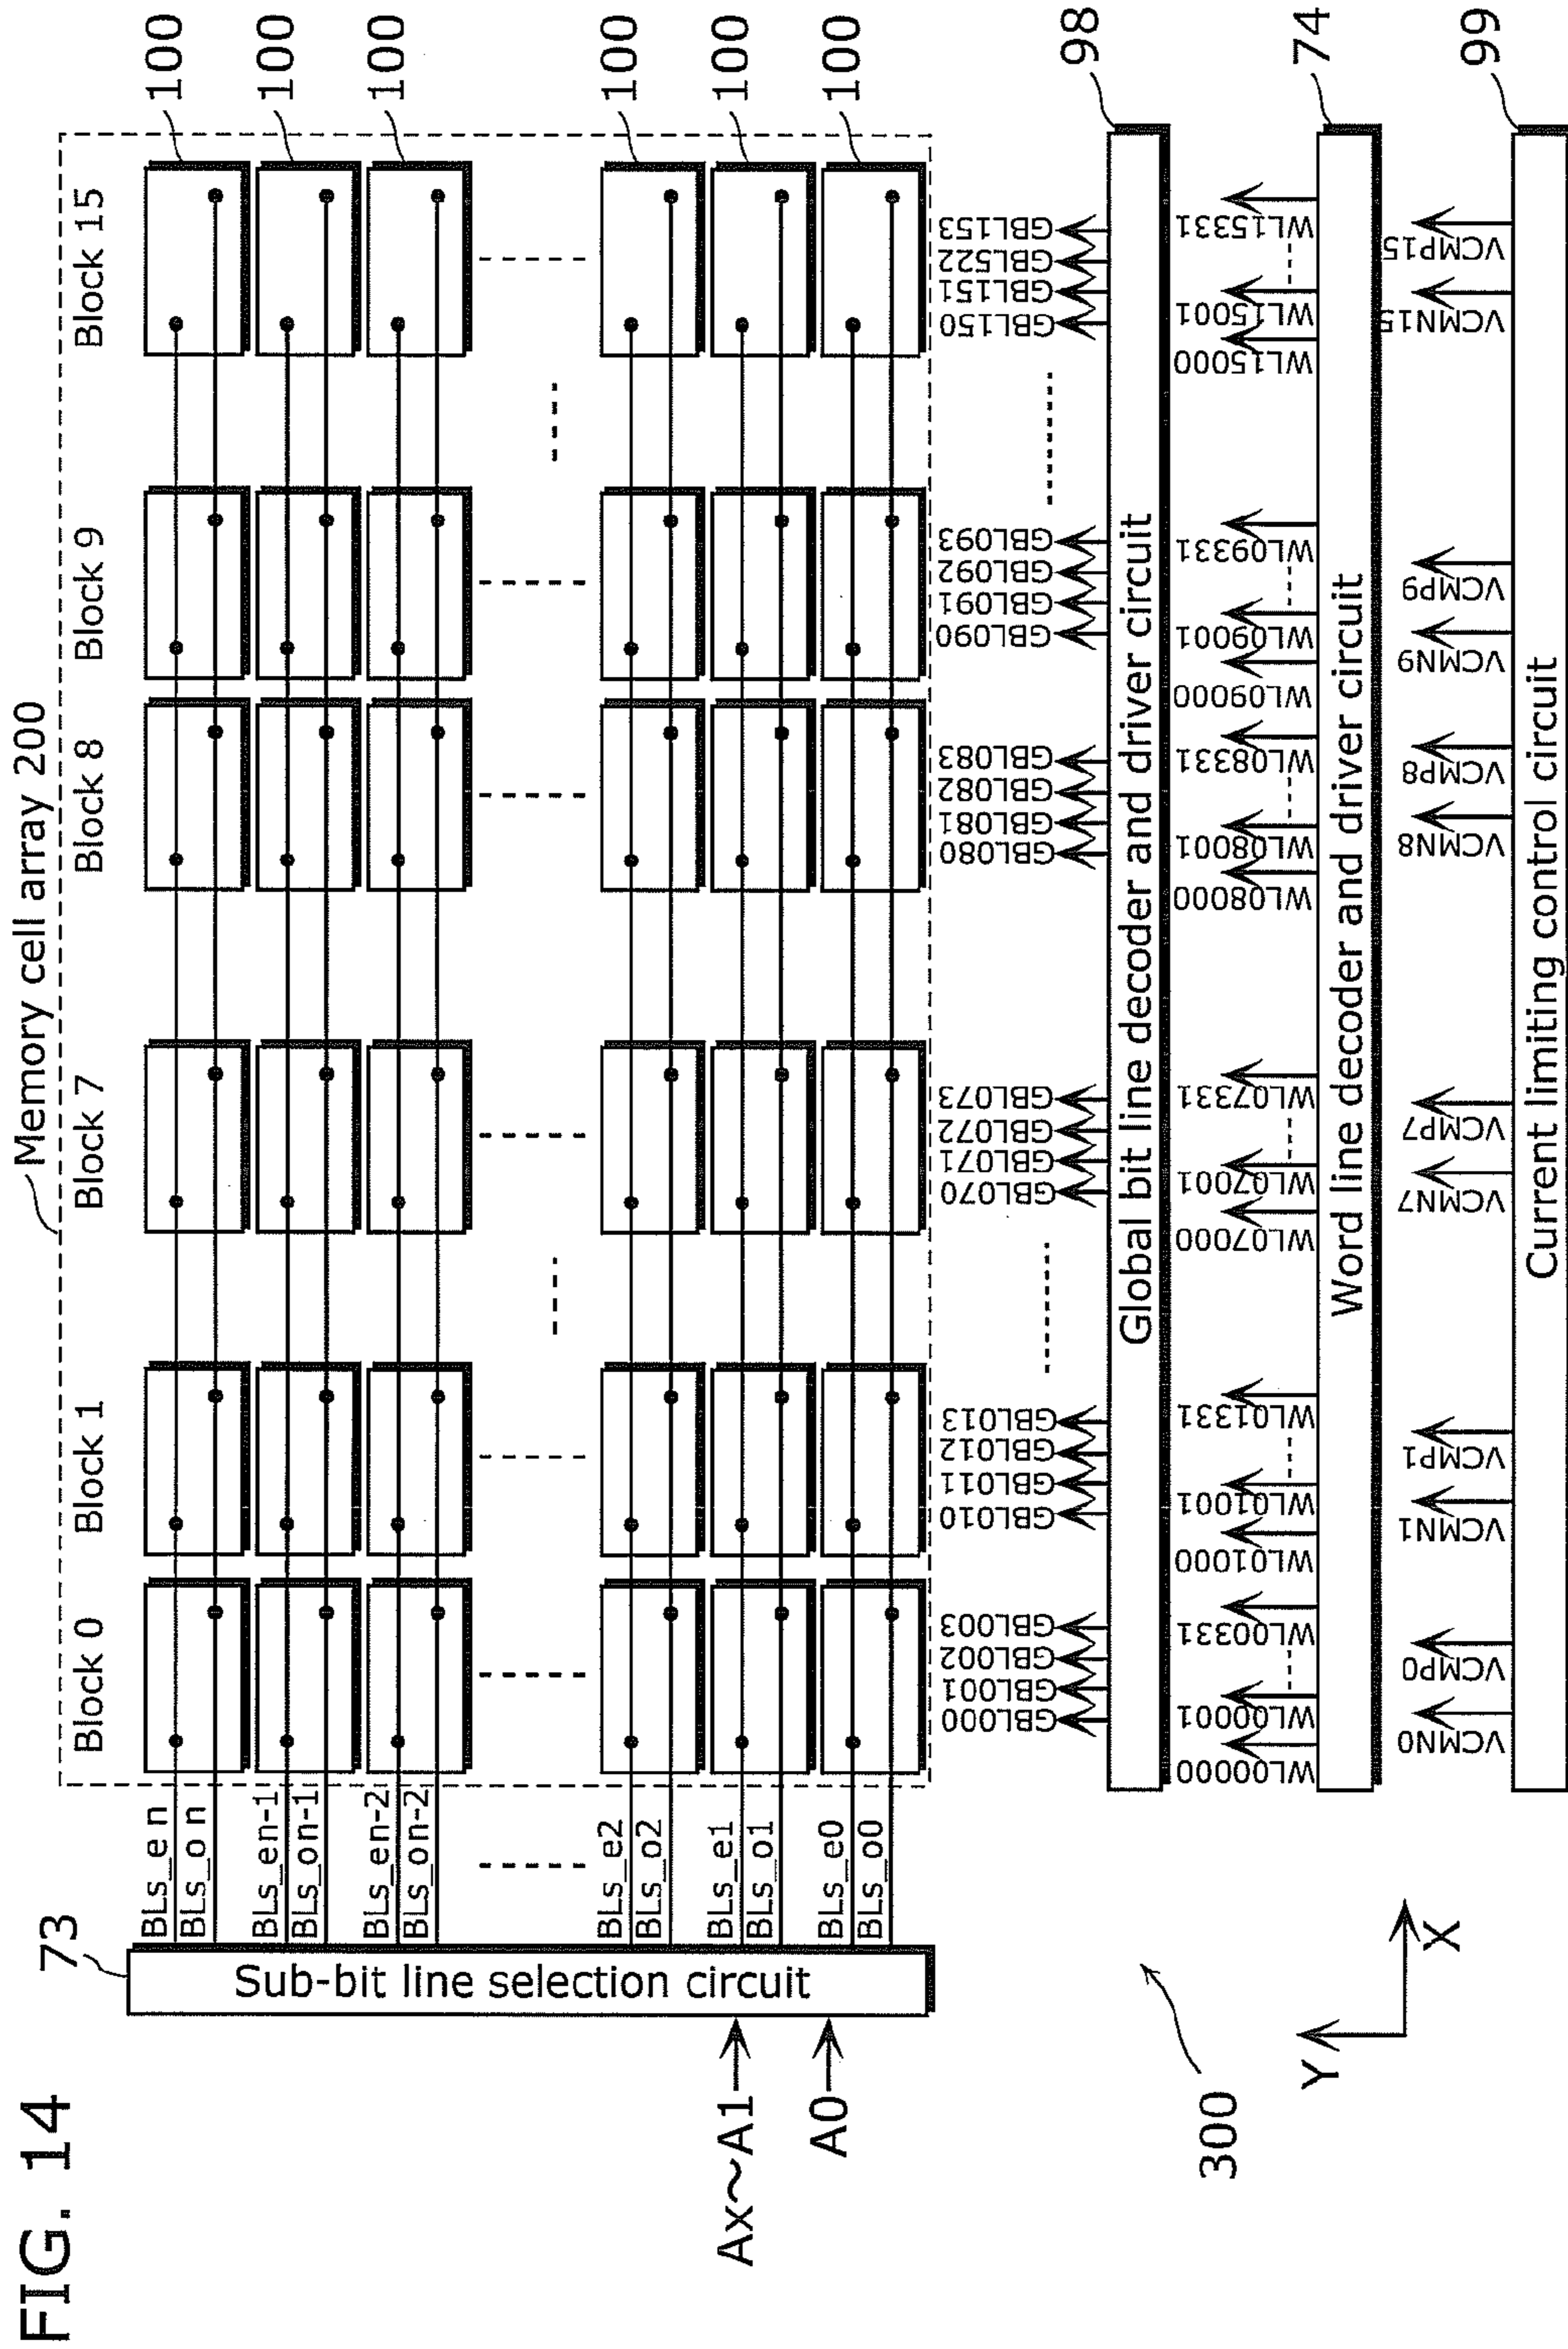 FIG. 14
Memory cell array 200
Block 0
Block 1
Block 7
Block 8
Block 9
Block 15
73
Sub-bit line selection circuit
Ax~A1
A0
BLs_e n
BLs_o n
BLs_en-1
BLs_on-1
BLs_en-2
BLs_on-2
BLs_e2
BLs_o2
BLs_e1
BLs_o1
BLs_e0
BLs_o0
100
100
100
100
100
100
GBL000
GBL001
GBL002
GBL003
GBL010
GBL011
GBL012
GBL013
GBL070
GBL071
GBL072
GBL073
GBL080
GBL081
GBL082
GBL083
GBL090
GBL091
GBL092
GBL093
GBL150
GBL151
GBL522
GBL153
Global bit line decoder and driver circuit
98
WL00000
WL00001
WL00331
WL01000
WL01001
WL01331
WL07000
WL07001
WL07331
WL08000
WL08001
WL08331
WL09000
WL09001
WL09331
WL15000
WL15001
WL15331
Word line decoder and driver circuit
74
VCMN0
VCMP0
VCMN1
VCMP1
VCMN7
VCMP7
VCMN8
VCMP8
VCMN9
VCMP9
VCMN15
VCMP15
Current limiting control circuit
99
300
Y
X